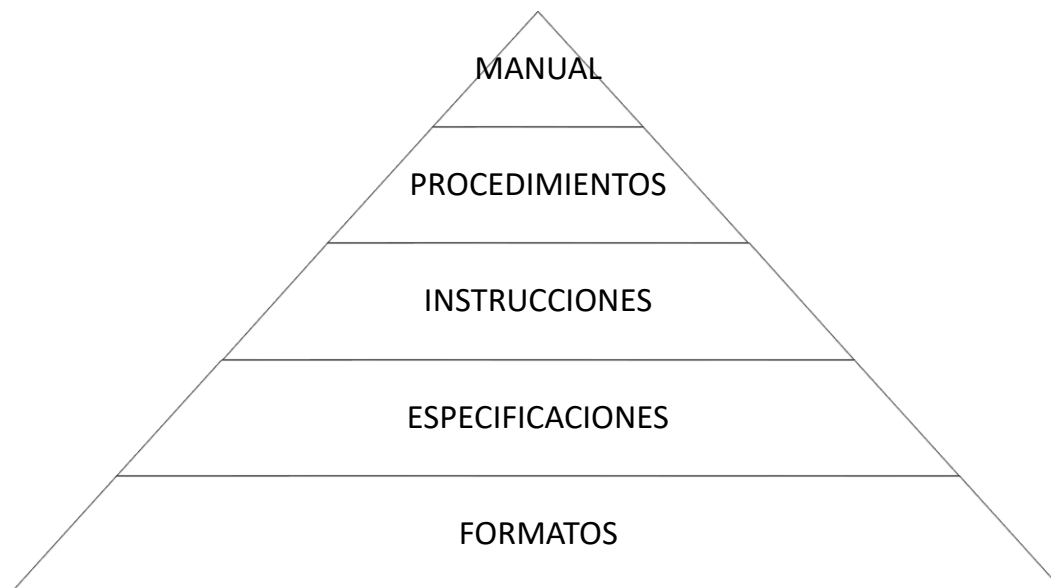 MANUAL
PROCEDIMIENTOS
INSTRUCCIONES
ESPECIFICACIONES
FORMATOS